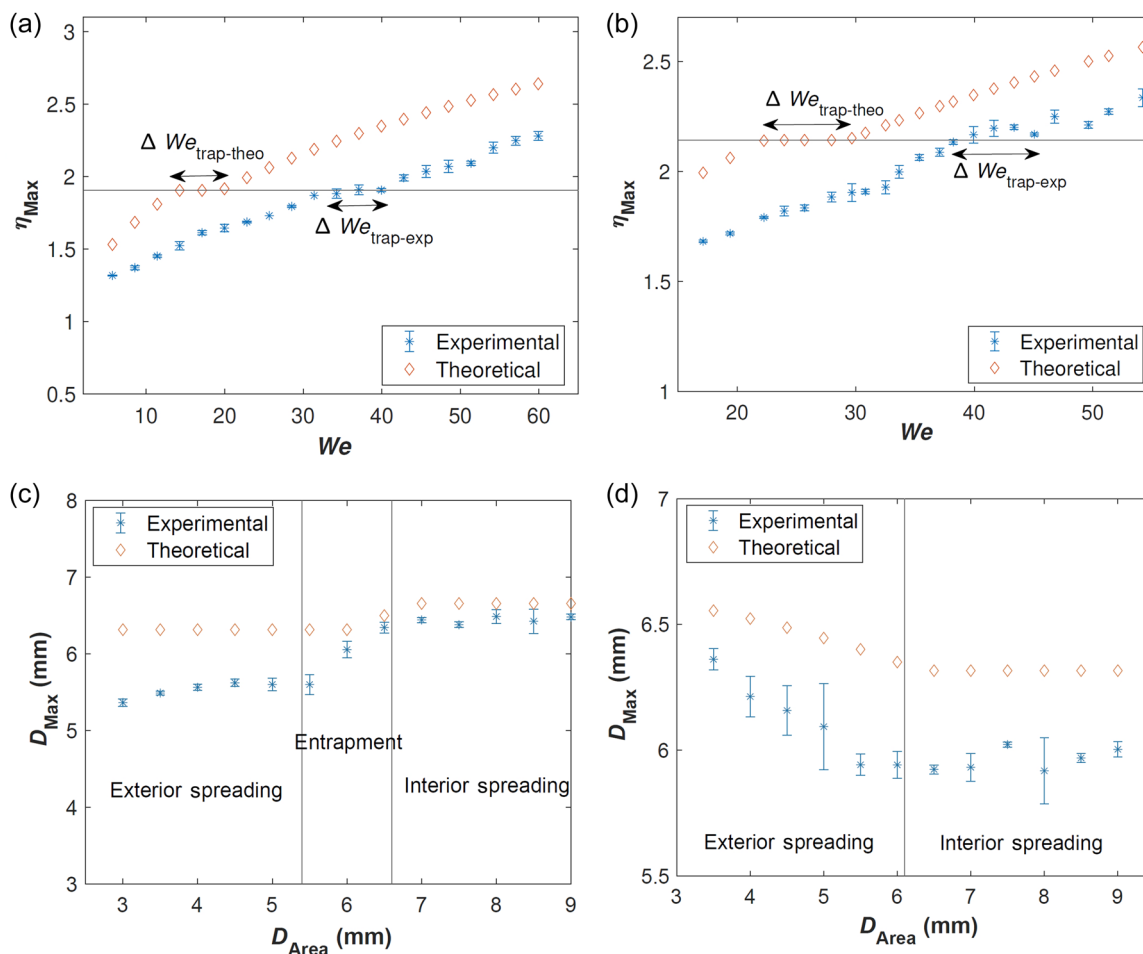 (a)
3
2.5
2
1.5
1
0.5
η_Max
Δ We_trap-theo
Δ We_trap-exp
Experimental
Theoretical
10 20 30 40 50 60
We
(b)
2.5
2
1.5
1
η_Max
Δ We_trap-theo
Δ We_trap-exp
Experimental
Theoretical
20 30 40 50
We
(c)
8
7
6
5
4
3
D_Max (mm)
Experimental
Theoretical
Entrapment
Exterior spreading
Interior spreading
3 4 5 6 7 8 9
D_Area (mm)
(d)
7
6.5
6
5.5
D_Max (mm)
Experimental
Theoretical
Exterior spreading
Interior spreading
3 4 5 6 7 8 9
D_Area (mm)